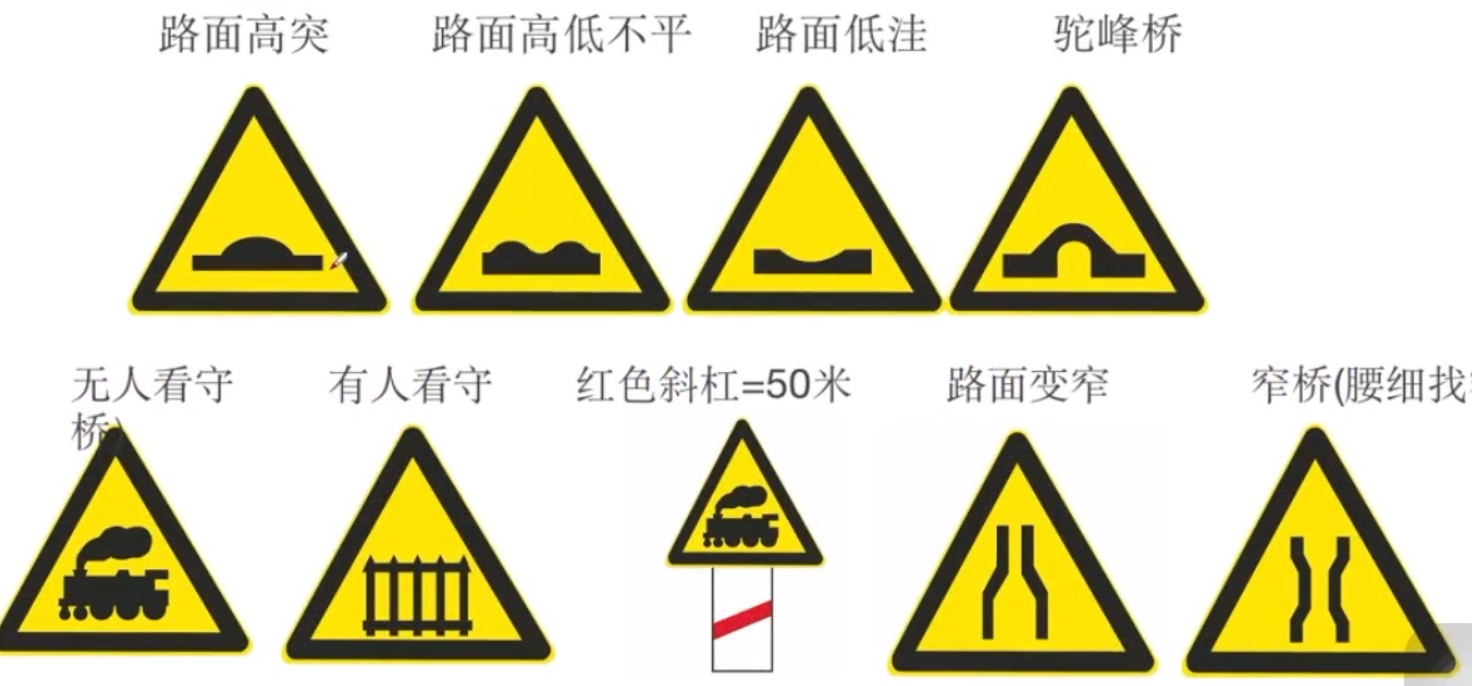 路面高突
路面高低不平
路面低洼
驼峰桥
无人看守
有人看守
红色斜杠=50米
路面变窄
窄桥(腰细找
桥)